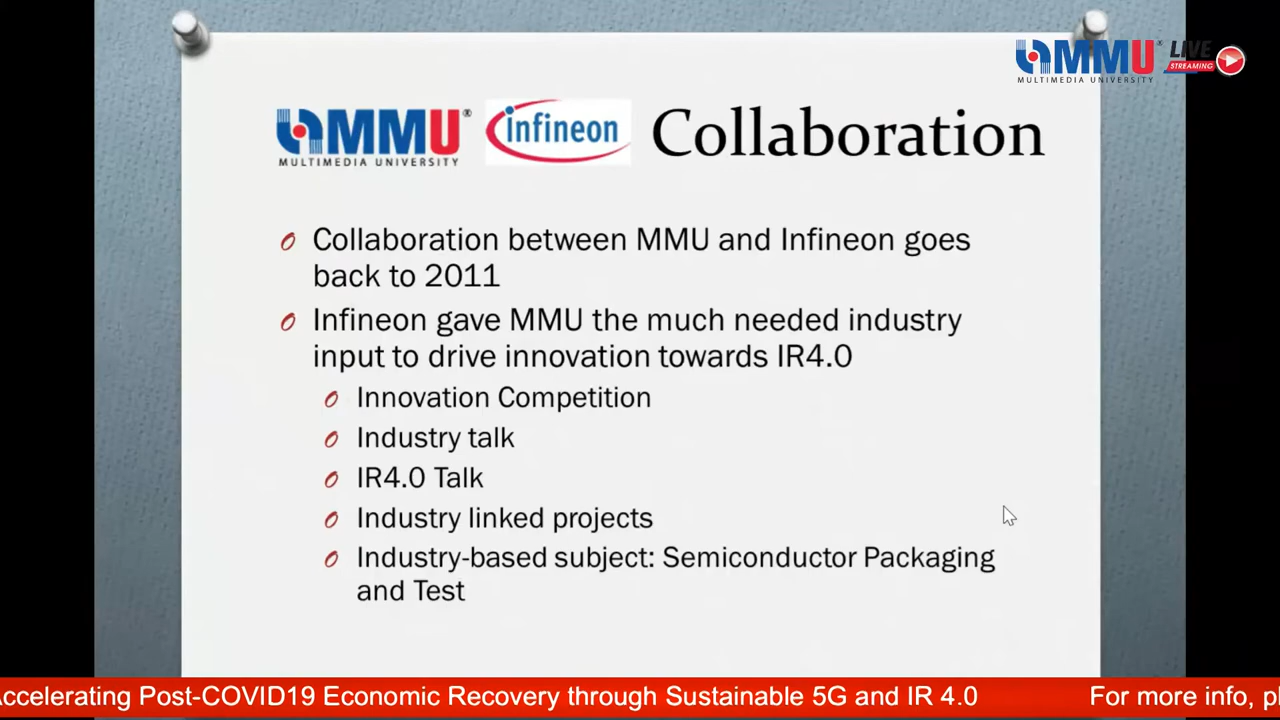 MMU® LIVE
MULTIMEDIA UNIVERSITY STREAMING
MMU® infineon Collaboration
MULTIMEDIA UNIVERSITY
Collaboration between MMU and Infineon goes
back to 2011
Infineon gave MMU the much needed industry
input to drive innovation towards IR4.0
Innovation Competition
Industry talk
IR4.0 Talk
Industry linked projects
Industry-based subject: Semiconductor Packaging
and Test
Accelerating Post-COVID19 Economic Recovery through Sustainable 5G and IR 4.0 For more info, pl